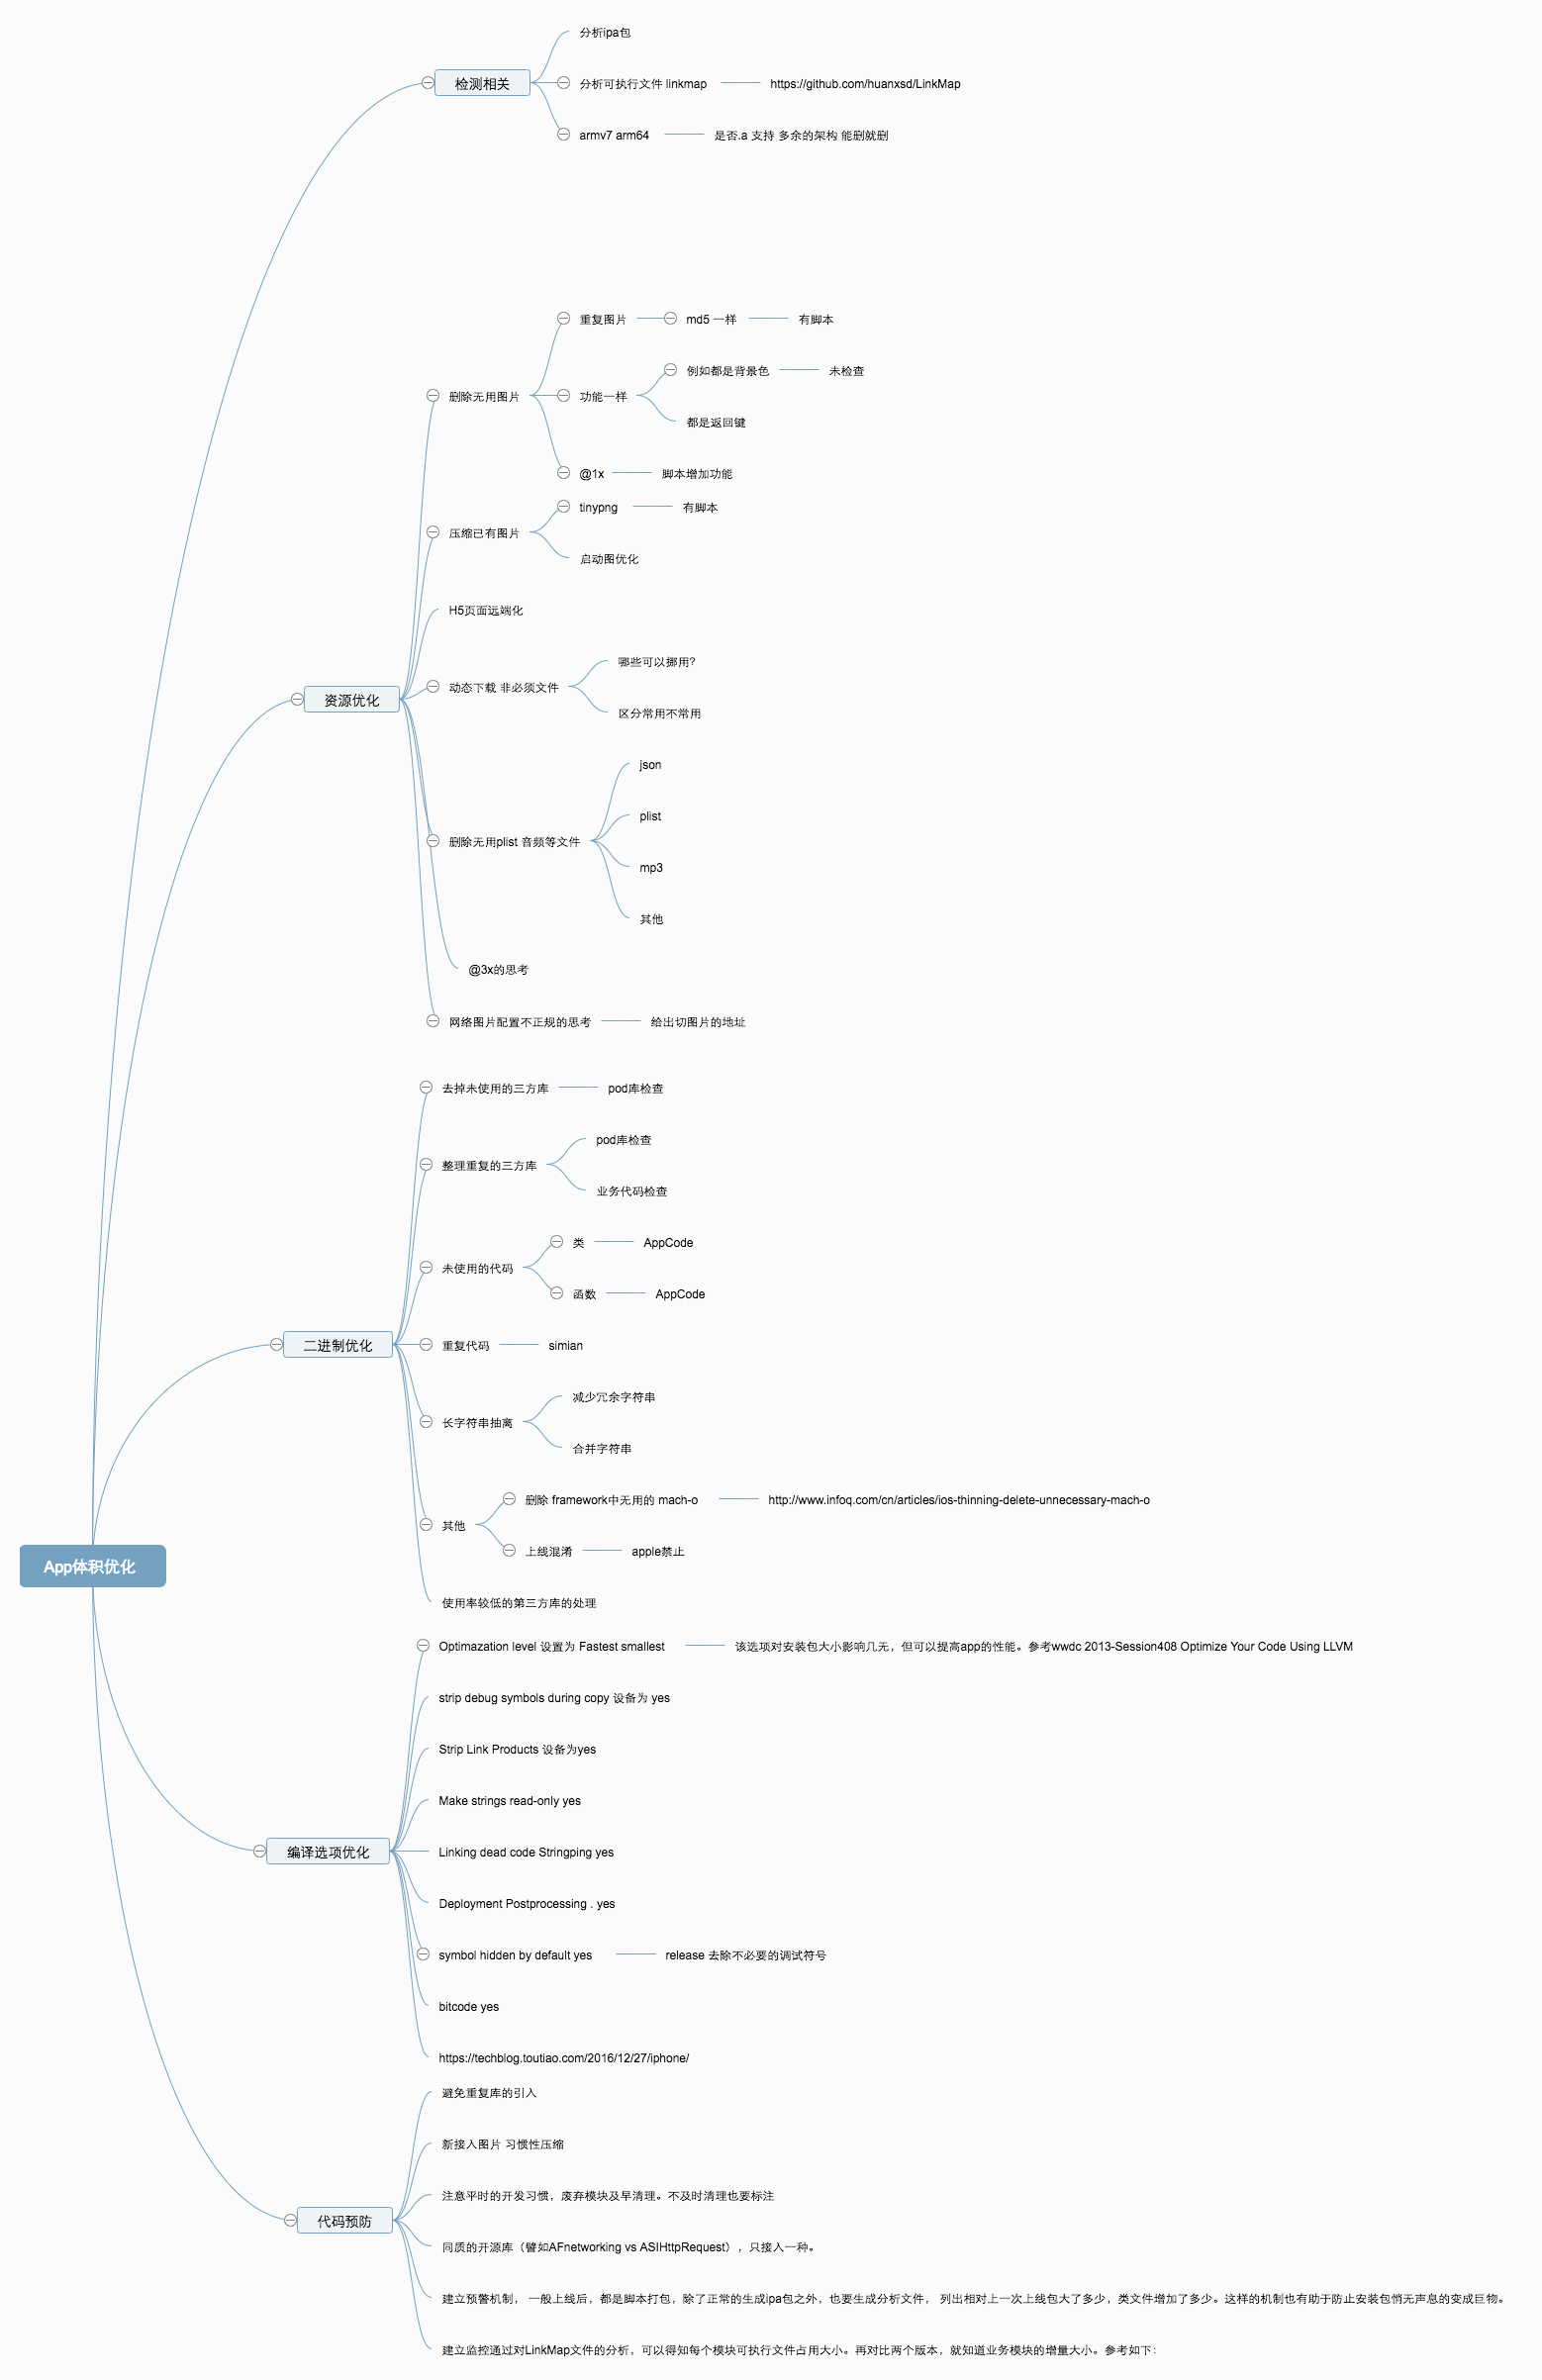 分析ipa包
检测相关
分析可执行文件 linkmap
https://github.com/huanxsd/LinkMap
armv7 arm64
是否.a 支持 多余的架构 能删就删
重复图片
md5 一样
有脚本
删除无用图片
功能一样
例如都是背景色
未检查
都是返回键
@1x
脚本增加功能
压缩已有图片
tinypng
有脚本
启动图优化
H5页面远端化
资源优化
动态下载 非必须文件
哪些可以挪用?
区分常用不常用
删除无用plist 音频等文件
json
plist
mp3
其他
@3x的思考
网络图片配置不正规的思考
给出切图片的地址
去掉未使用的三方库
pod库检查
整理重复的三方库
pod库检查
业务代码检查
未使用的代码
类
AppCode
函数
AppCode
二进制优化
重复代码
simian
长字符串抽离
减少冗余字符串
合并字符串
其他
删除 framework中无用的 mach-o
http://www.infoq.com/cn/articles/ios-thinning-delete-unnecessary-mach-o
上线混淆
apple禁止
使用率较低的第三方库的处理
App体积优化
Optimazation level 设置为 Fastest smallest
该选项对安装包大小影响几无，但可以提高app的性能。参考wwdc 2013-Session408 Optimize Your Code Using LLVM
strip debug symbols during copy 设备为 yes
Strip Link Products 设备为yes
Make strings read-only yes
编译选项优化
Linking dead code Stringping yes
Deployment Postprocessing . yes
symbol hidden by default yes
release 去除不必要的调试符号
bitcode yes
https://techblog.toutiao.com/2016/12/27/iphone/
避免重复库的引入
新接入图片 习惯性压缩
注意平时的开发习惯，废弃模块及早清理。不及时清理也要标注
代码预防
同质的开源库（譬如AFnetworking vs ASIHttpRequest），只接入一种。
建立预警机制， 一般上线后，都是脚本打包，除了正常的生成ipa包之外，也要生成分析文件， 列出相对上一次上线包大了多少，类文件增加了多少。这样的机制也有助于防止安装包悄无声息的变成巨物。
建立监控通过对LinkMap文件的分析，可以得知每个模块可执行文件占用大小。再对比两个版本，就知道业务模块的增量大小。参考如下：